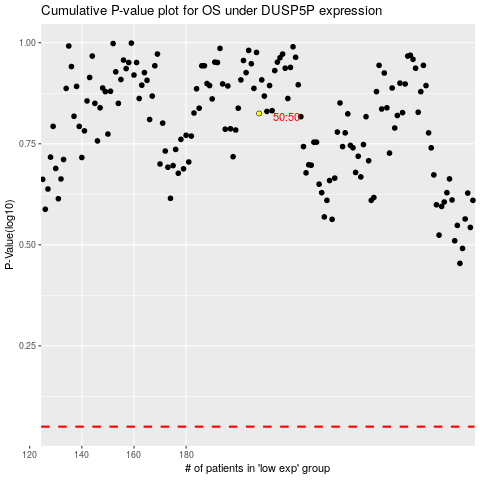 Cumulative P-value plot for OS under DUSP5P expression
P-Value(log10)
1.00
0.75
0.50
0.25
50:50
120 140 160 180
# of patients in 'low exp' group